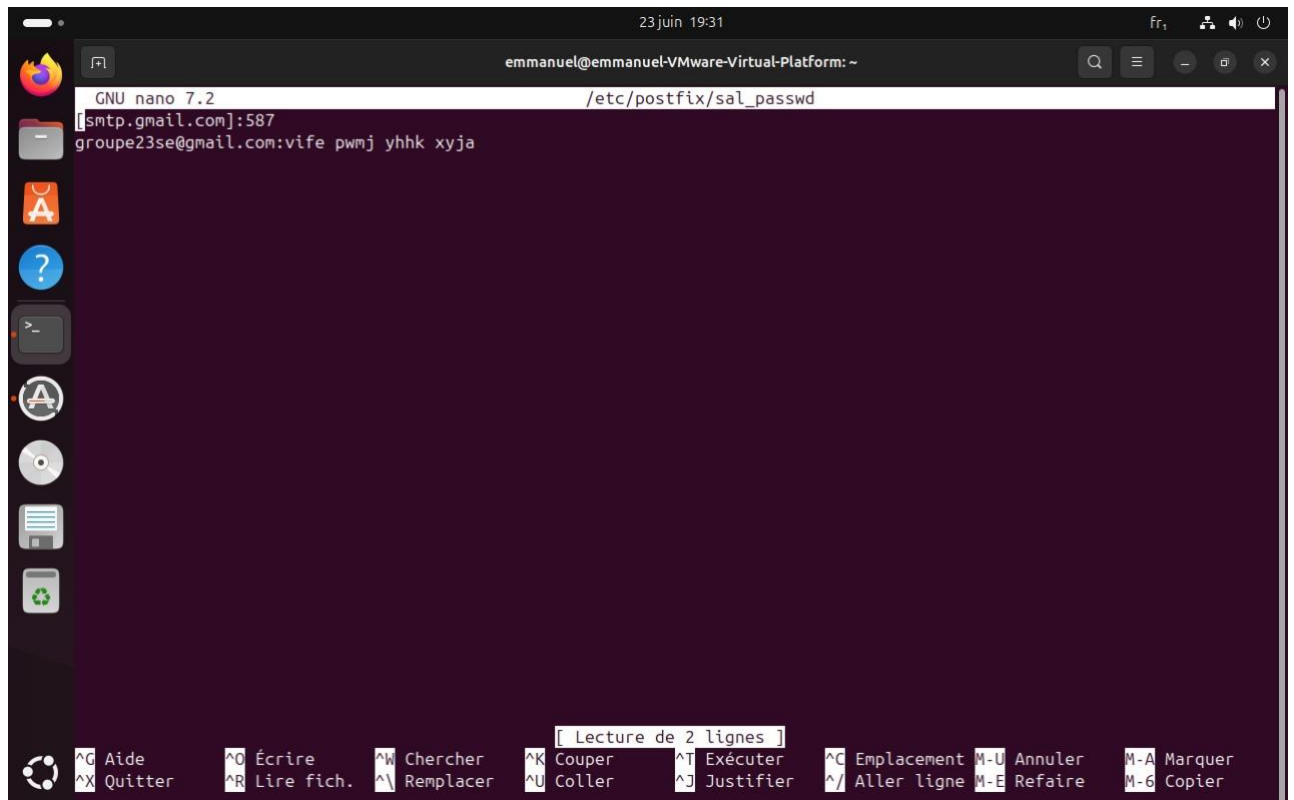 23 juin 19:31
fr₁
emmanuel@emmanuel-VMware-Virtual-Platform: ~
GNU nano 7.2 /etc/postfix/sal_passwd
[smtp.gmail.com]:587
groupe23se@gmail.com:vife pwmj yhhk xyja
[ Lecture de 2 lignes ]
^G Aide ^O Écrire ^W Chercher ^K Couper ^T Exécuter ^C Emplacement M-U Annuler M-A Marquer
^X Quitter ^R Lire fich. ^\ Remplacer ^U Coller ^J Justifier ^/ Aller ligne M-E Refaire M-6 Copier